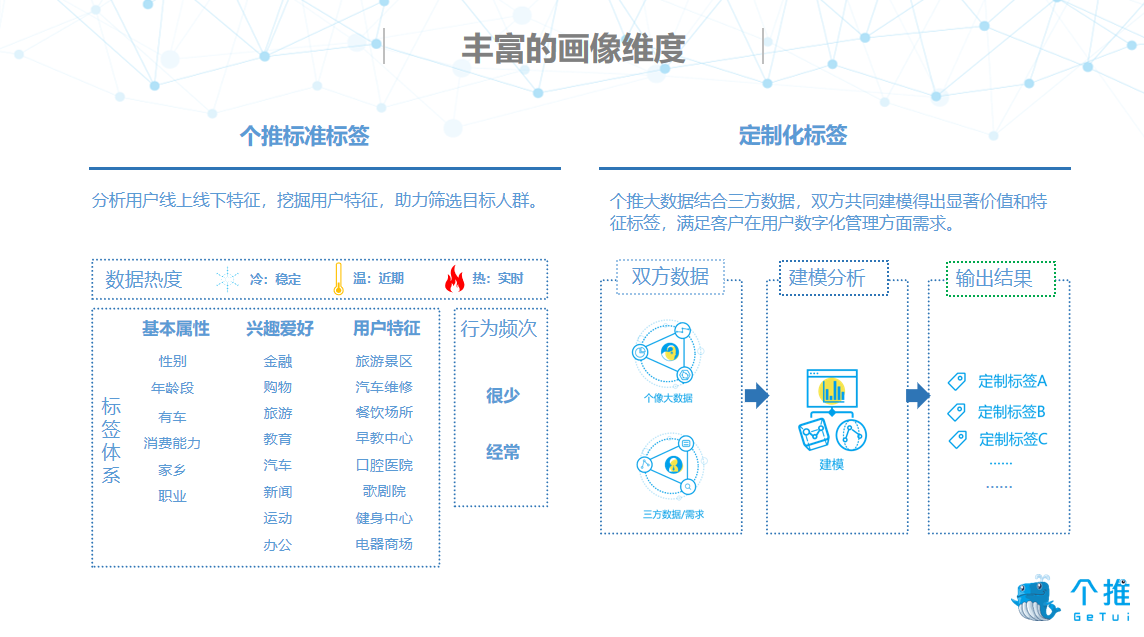 丰富的画像维度
个推标准标签
分析用户线上线下特征，挖掘用户特征，助力筛选目标人群。
数据热度
冷：稳定
温：近期
热：实时
标签体系
基本属性
性别
年龄段
有车
消费能力
家乡
职业
兴趣爱好
金融
购物
旅游
教育
汽车
新闻
运动
办公
用户特征
旅游景区
汽车维修
餐饮场所
早教中心
口腔医院
歌剧院
健身中心
电器商场
行为频次
很少
经常
定制化标签
个推大数据结合三方数据，双方共同建模得出显著价值和特
征标签，满足客户在用户数字化管理方面需求。
双方数据
个像大数据
三方数据/需求
建模分析
建模
输出结果
定制标签A
定制标签B
定制标签C
······
······
个推
GeTui